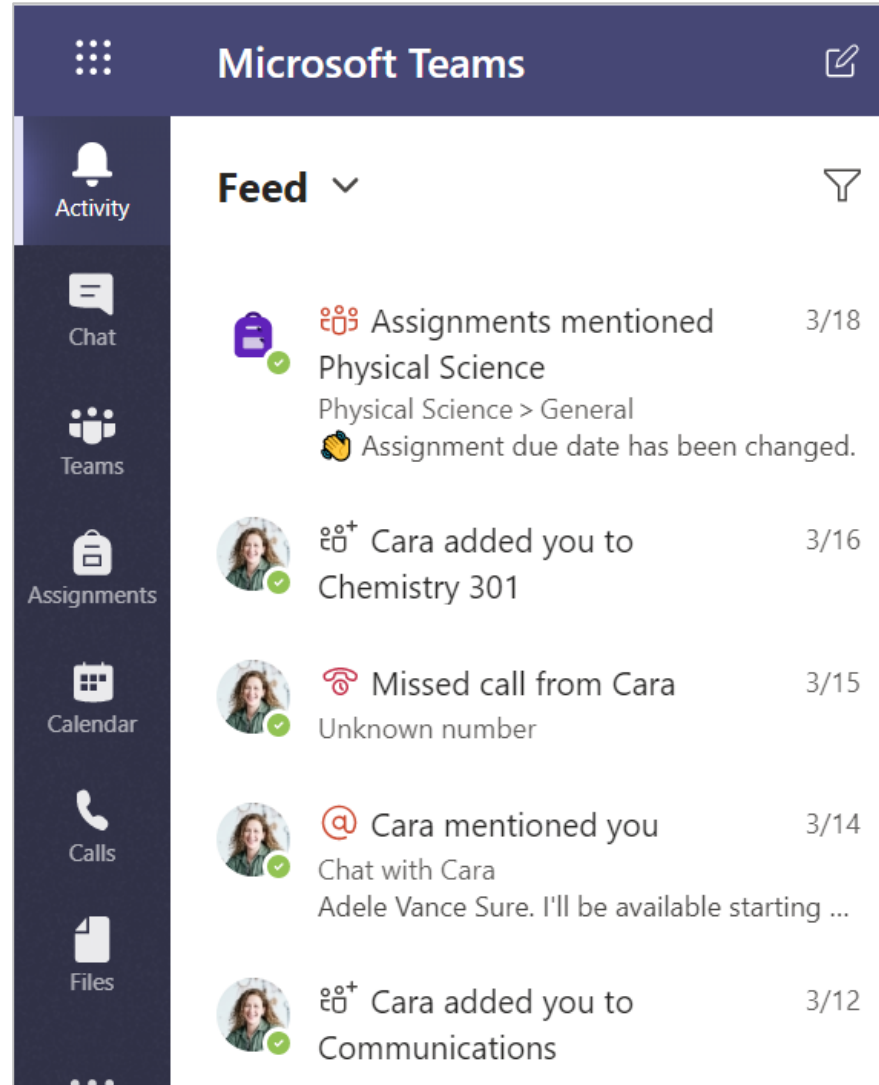 Microsoft Teams
Activity
Chat
Teams
Assignments
Calendar
Calls
Files
Feed
Assignments mentioned 3/18
Physical Science
Physical Science > General
👋 Assignment due date has been changed.
Cara added you to 3/16
Chemistry 301
Missed call from Cara 3/15
Unknown number
Cara mentioned you 3/14
Chat with Cara
Adele Vance Sure. I'll be available starting ...
Cara added you to 3/12
Communications